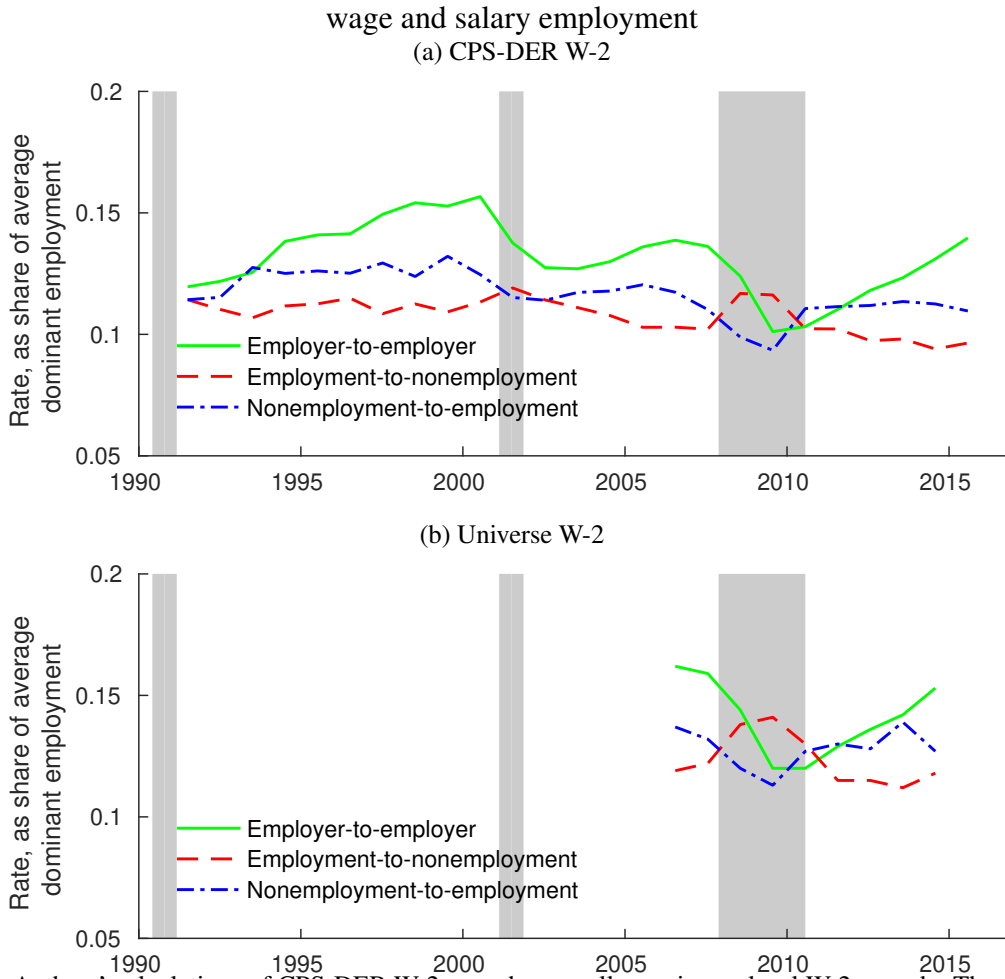 wage and salary employment
(a) CPS-DER W-2
0.2
0.15
0.1
0.05
Rate, as share of average
dominant employment
Employer-to-employer
Employment-to-nonemployment
Nonemployment-to-employment
1990 1995 2000 2005 2010 2015
(b) Universe W-2
0.2
0.15
0.1
0.05
Rate, as share of average
dominant employment
Employer-to-employer
Employment-to-nonemployment
Nonemployment-to-employment
1990 1995 2000 2005 2010 2015